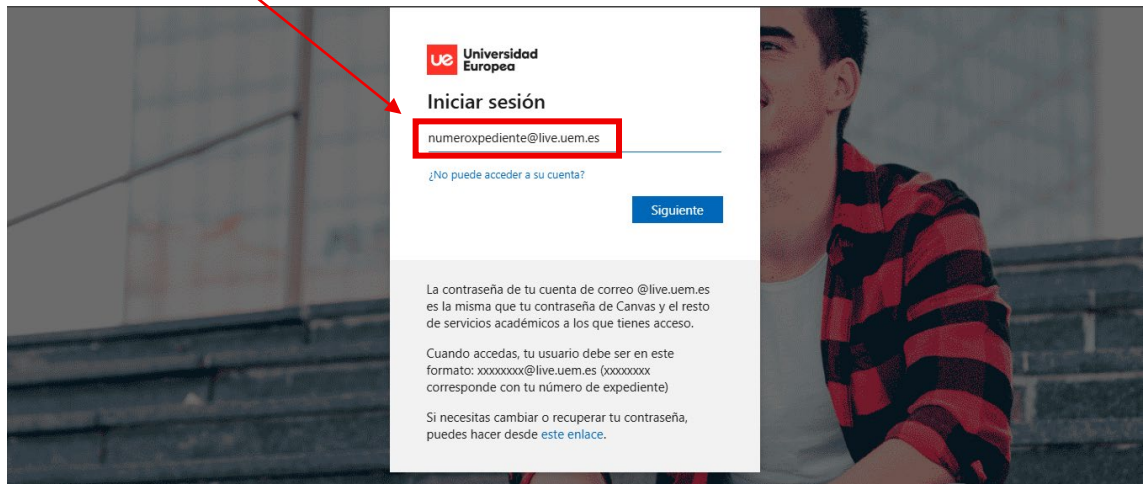 ue Universidad
Europea
Iniciar sesión
numeroxpediente@live.uem.es
¿No puede acceder a su cuenta?
Siguiente
La contraseña de tu cuenta de correo @live.uem.es
es la misma que tu contraseña de Canvas y el resto
de servicios académicos a los que tienes acceso.
Cuando accedas, tu usuario debe ser en este
formato: xxxxxxxx@live.uem.es (xxxxxxxx
corresponde con tu número de expediente)
Si necesitas cambiar o recuperar tu contraseña,
puedes hacer desde este enlace.